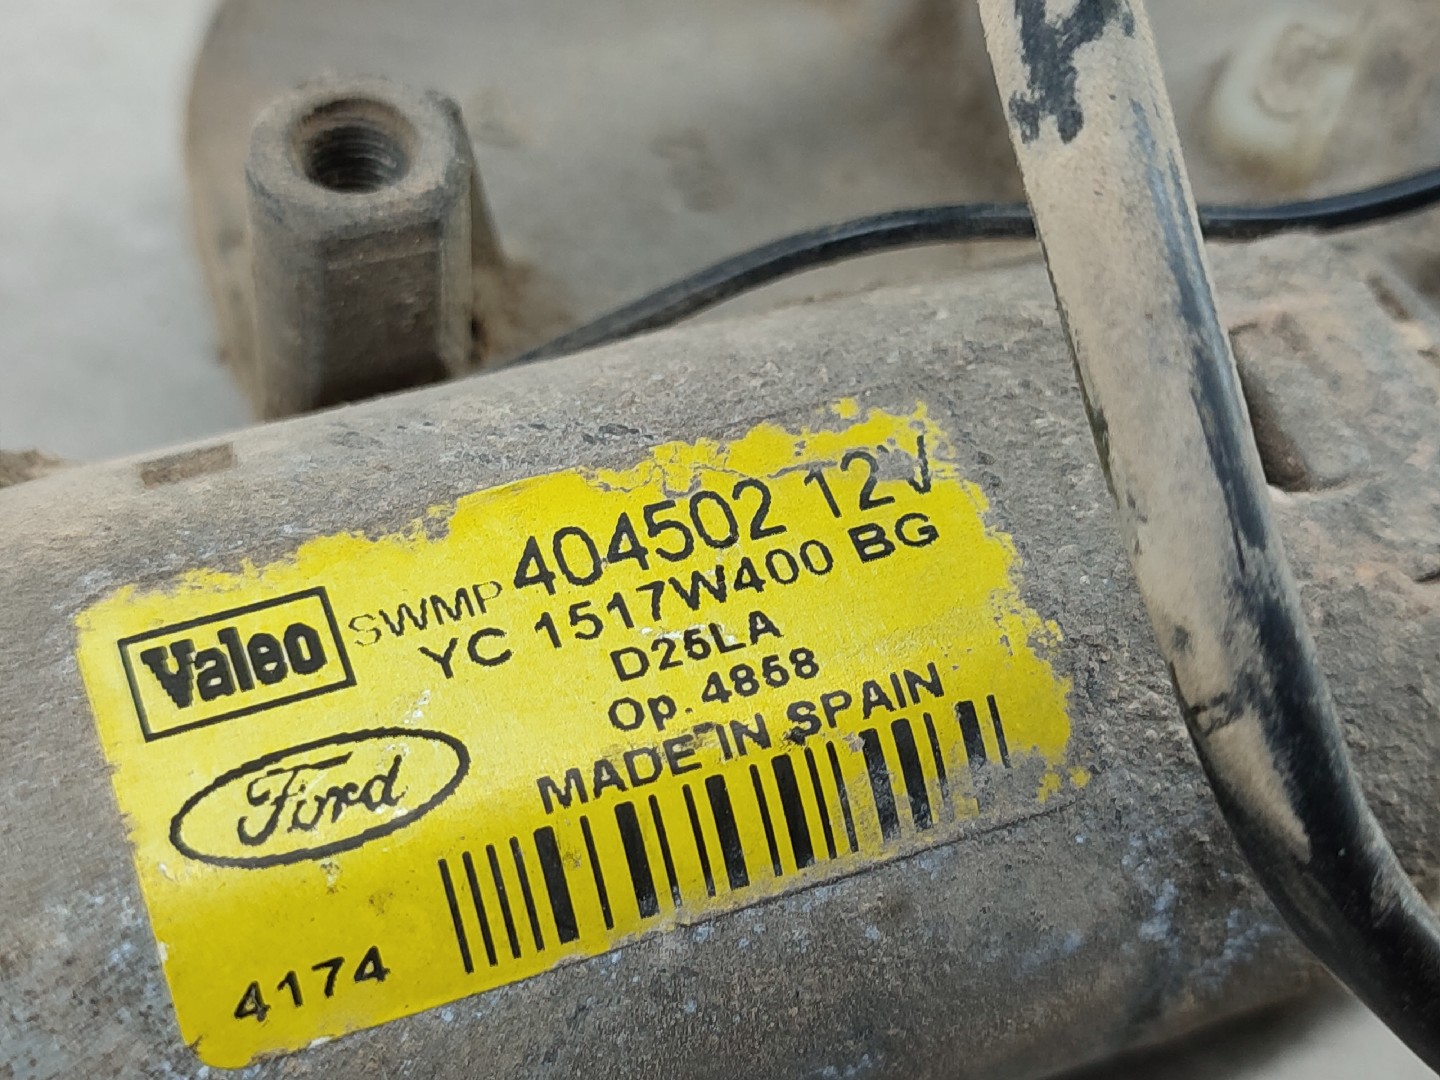 Valeo
SWMP 404502 12V
YC 1517W400 BG
D25LA
Op. 4858
MADE IN SPAIN
Ford
4174